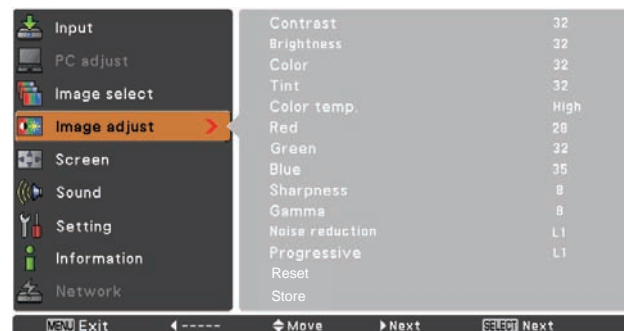 Input
PC adjust
Image select
Image adjust
Screen
Sound
Setting
Information
Network
Contrast 32
Brightness 32
Color 32
Tint 32
Color temp. High
Red 28
Green 32
Blue 35
Sharpness 8
Gamma 8
Noise reduction L1
Progressive L1
Reset
Store
MENU Exit ◀----- ◆Move ▶Next SELECT Next